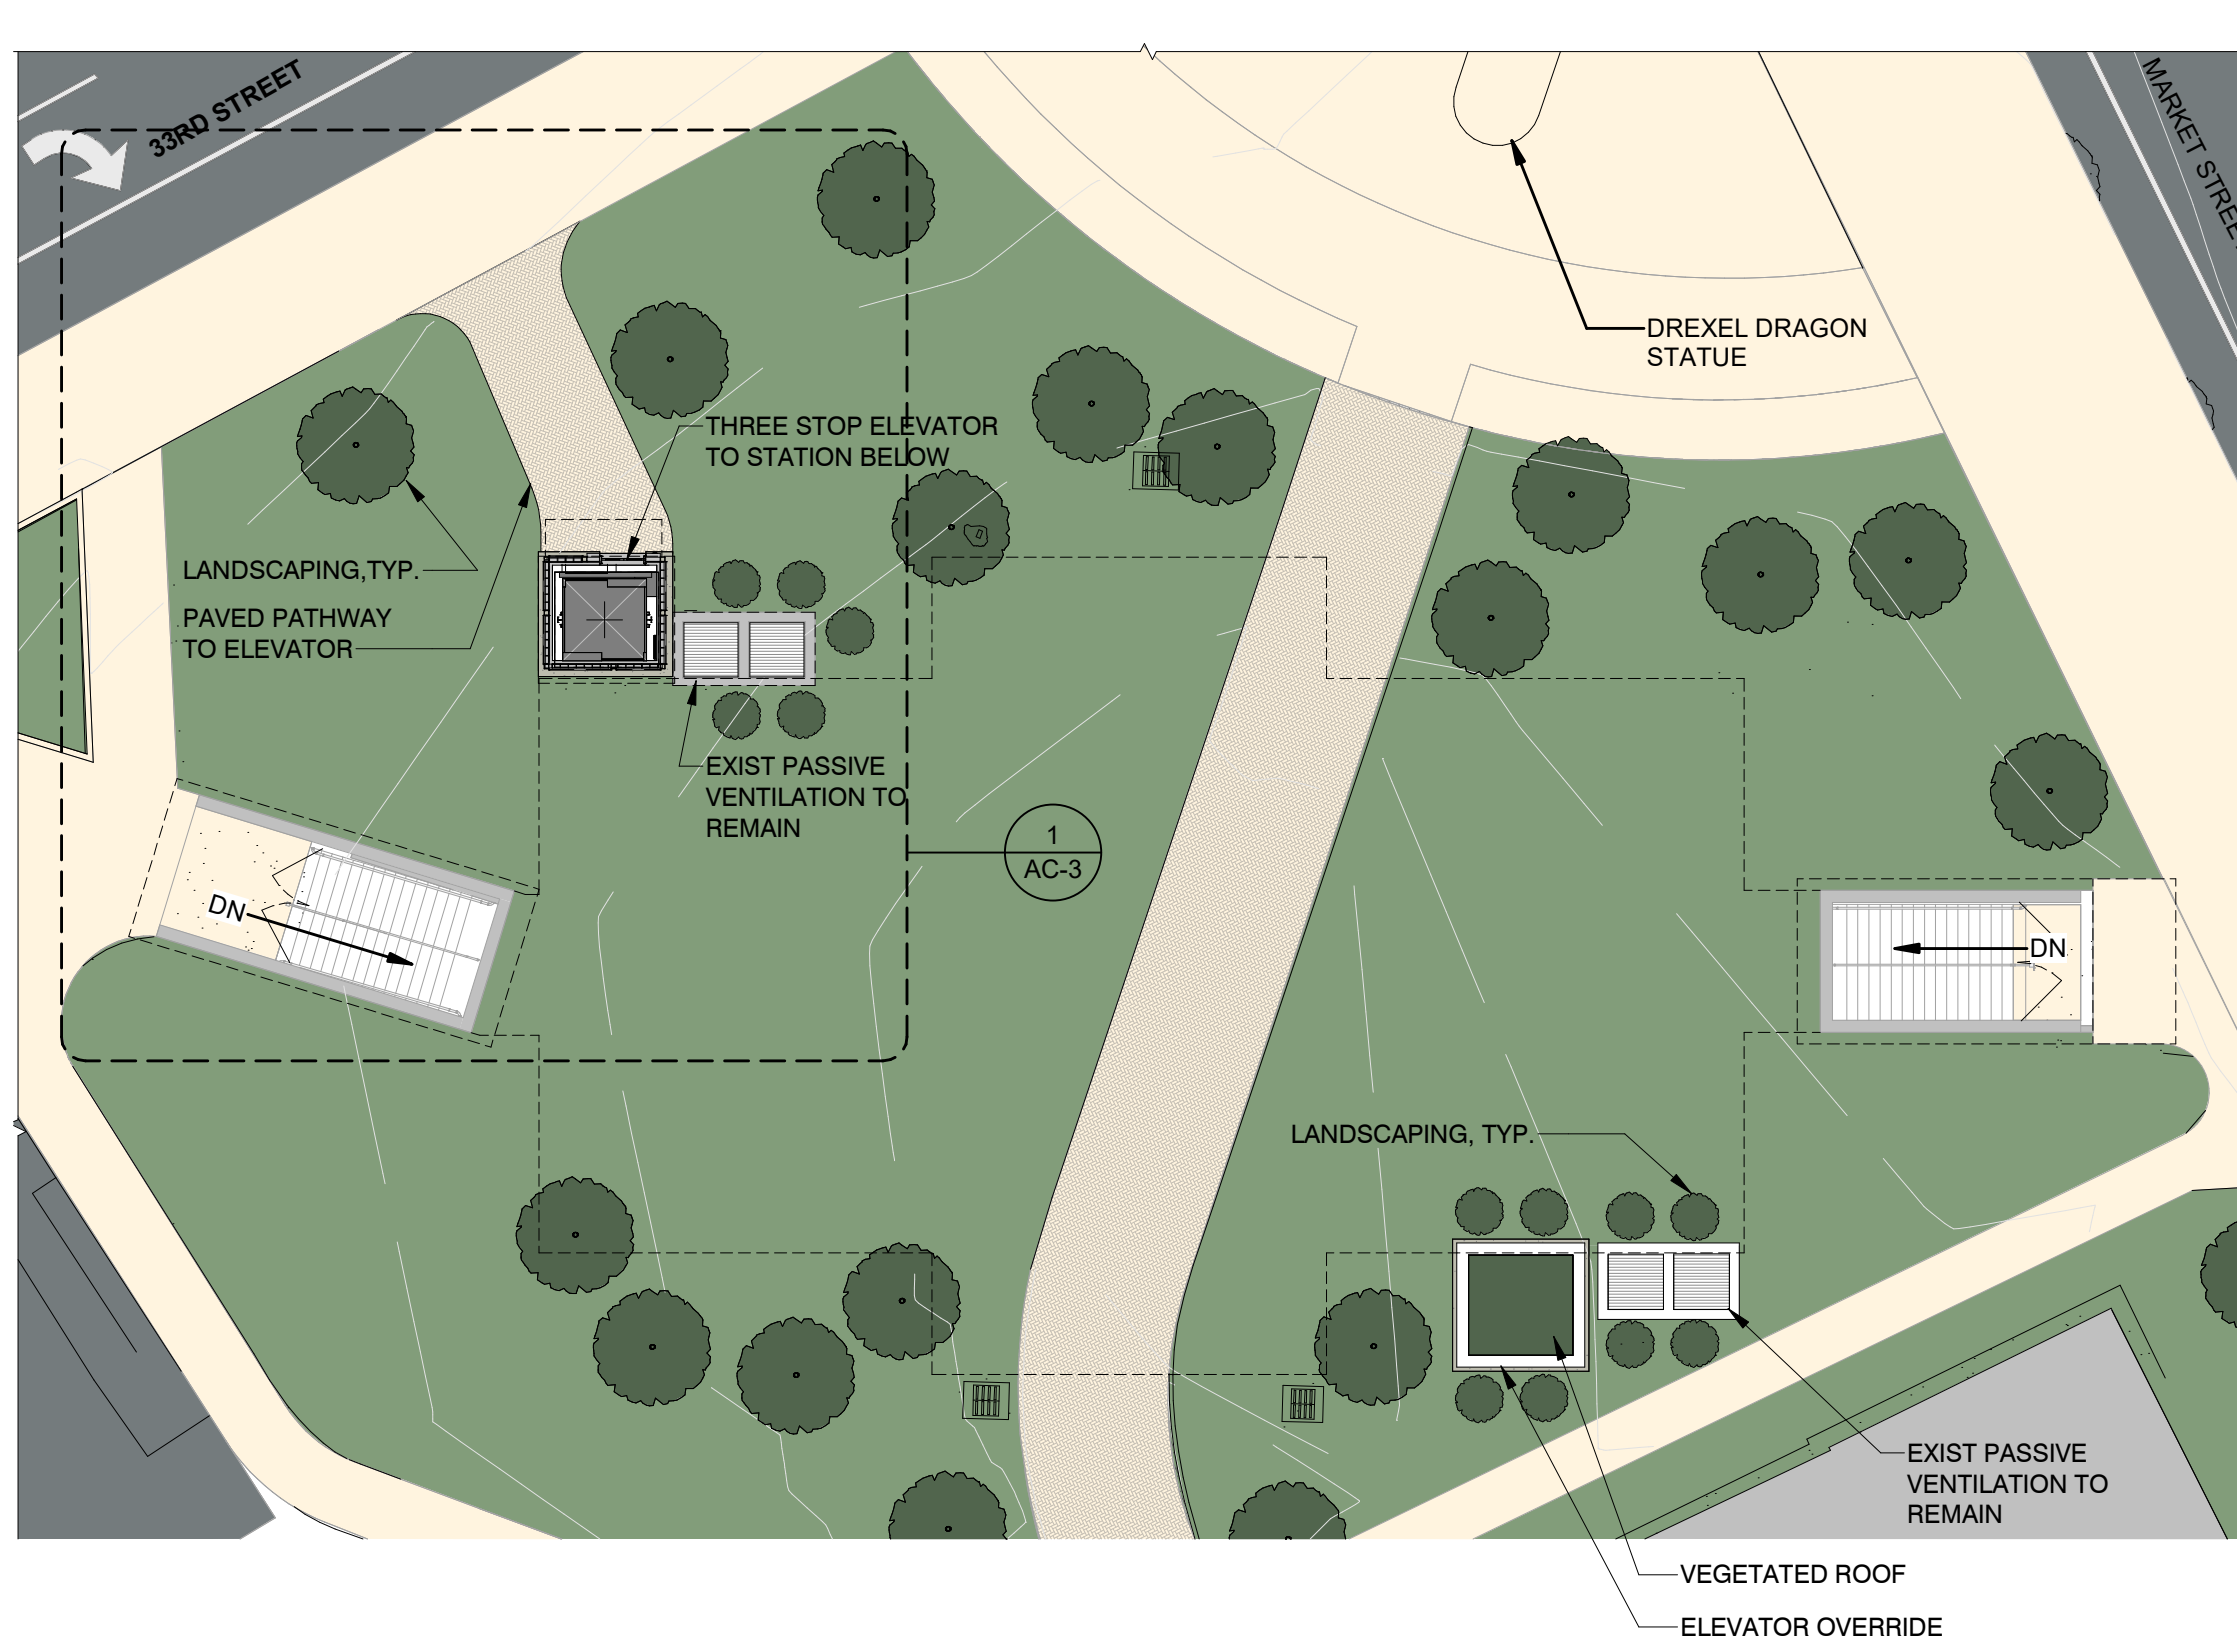 33RD STREET
MARKET STREET
DREXEL DRAGON
STATUE
THREE STOP ELEVATOR
TO STATION BELOW
LANDSCAPING,TYP.
PAVED PATHWAY
TO ELEVATOR
EXIST PASSIVE
VENTILATION TO
REMAIN
1
AC-3
DN
DN
LANDSCAPING, TYP.
EXIST PASSIVE
VENTILATION TO
REMAIN
VEGETATED ROOF
ELEVATOR OVERRIDE